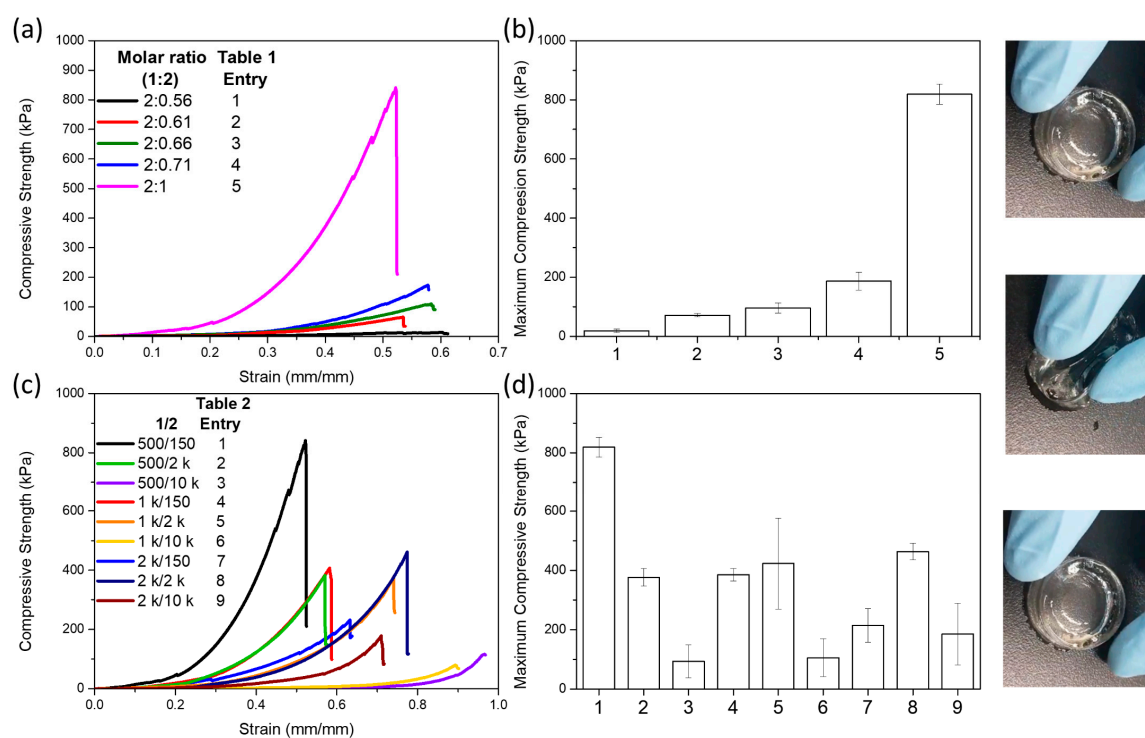 (a)
Compressive Strength (kPa)
1000
900
800
700
600
500
400
300
200
100
0
Molar ratio Table 1
(1:2) Entry
2:0.56 1
2:0.61 2
2:0.66 3
2:0.71 4
2:1 5
0.0 0.1 0.2 0.3 0.4 0.5 0.6 0.7
Strain (mm/mm)
(b)
Maximum Compreesion Strength (kPa)
1000
800
600
400
200
0
1 2 3 4 5
(c)
Compressive Strength (kPa)
1000
800
600
400
200
0
Table 2
1/2 Entry
500/150 1
500/2 k 2
500/10 k 3
1 k/150 4
1 k/2 k 5
1 k/10 k 6
2 k/150 7
2 k/2 k 8
2 k/10 k 9
0.0 0.2 0.4 0.6 0.8 1.0
Strain (mm/mm)
(d)
Maximum Compressive Strength (kPa)
1000
800
600
400
200
0
1 2 3 4 5 6 7 8 9